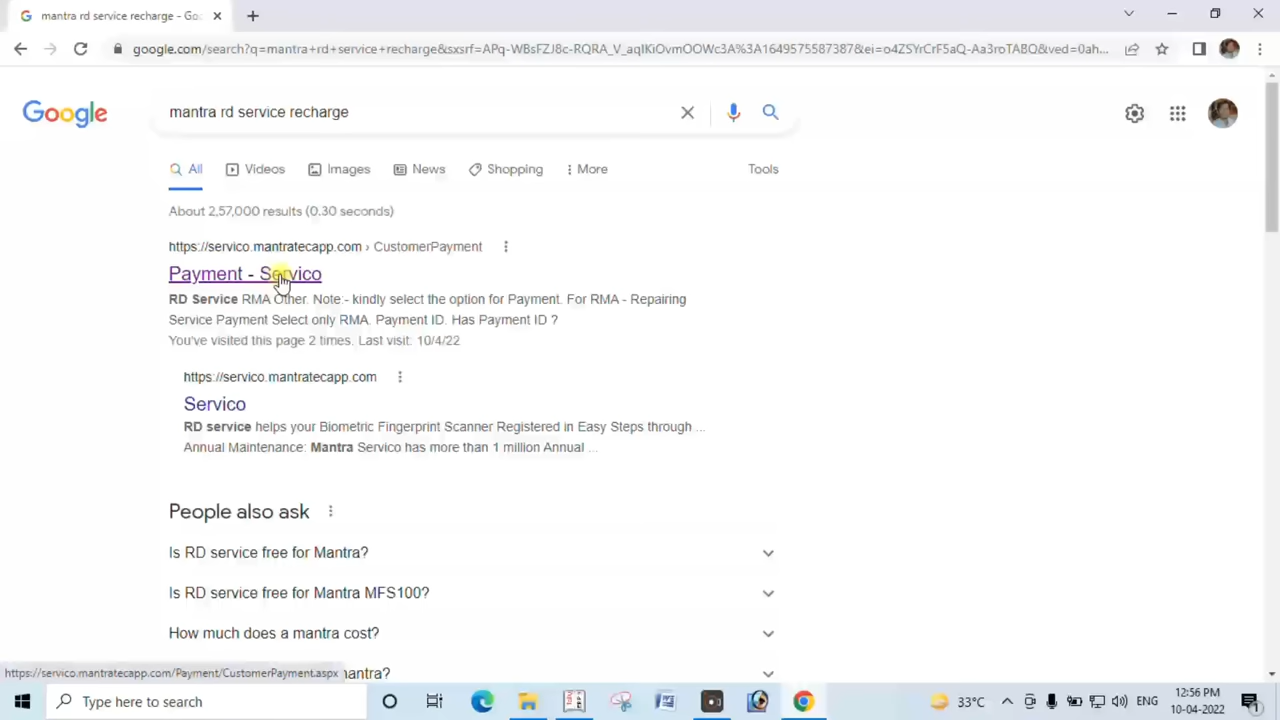 mantra rd service recharge - Goo
google.com/search?q=mantra+rd+service+recharge&sxsrf=APq-WBsFZJ8c-RQRA_V_aqIKiOvmOOWc3A%3A1649575587387&ei=o4ZSYrCrF5aQ-Aa3roTABQ&ved=0ah...
Google
mantra rd service recharge
All
Videos
Images
News
Shopping
More
Tools
About 2,57,000 results (0.30 seconds)
https://servico.mantratecapp.com › CustomerPayment
Payment - Servico
RD Service RMA Other. Note:- kindly select the option for Payment. For RMA - Repairing
Service Payment Select only RMA. Payment ID. Has Payment ID ?
You've visited this page 2 times. Last visit: 10/4/22
https://servico.mantratecapp.com
Servico
RD service helps your Biometric Fingerprint Scanner Registered in Easy Steps through ...
Annual Maintenance: Mantra Servico has more than 1 million Annual ...
People also ask
Is RD service free for Mantra?
Is RD service free for Mantra MFS100?
How much does a mantra cost?
mantra?
https://servico.mantratecapp.com/Payment/CustomerPayment.aspx
Type here to search
33°C
ENG
12:56 PM
10-04-2022
1